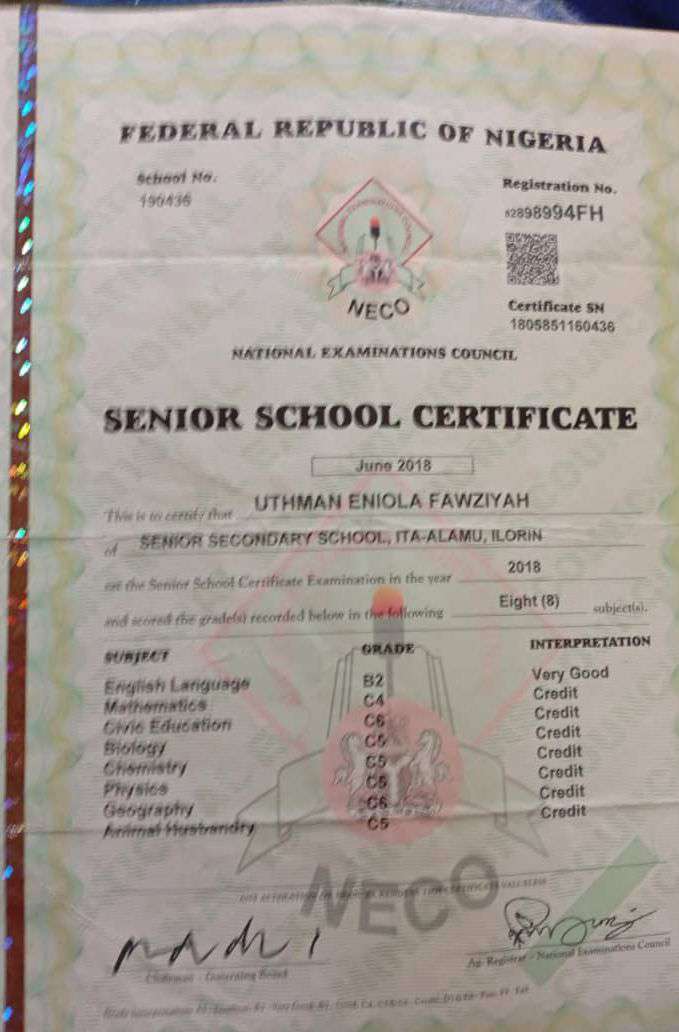 FEDERAL REPUBLIC OF NIGERIA
School No.
190436
Registration No.
82898994FH
NECO
Certificate SN
1805851160436
NATIONAL EXAMINATIONS COUNCIL
SENIOR SCHOOL CERTIFICATE
June 2018
This is to certify that UTHMAN ENIOLA FAWZIYAH
of SENIOR SECONDARY SCHOOL, ITA-ALAMU, ILORIN
sat the Senior School Certificate Examination in the year 2018
and scored the grade(s) recorded below in the following Eight (8) subject(s).
SUBJECT GRADE INTERPRETATION
English Language B2 Very Good
Mathematics C4 Credit
Civic Education C6 Credit
Biology Credit
Chemistry Credit
Physics Credit
Geography C6 Credit
Animal Husbandry C5 Credit
NECO
Chairman - Governing Board
Ag. Registrar - National Examinations Council